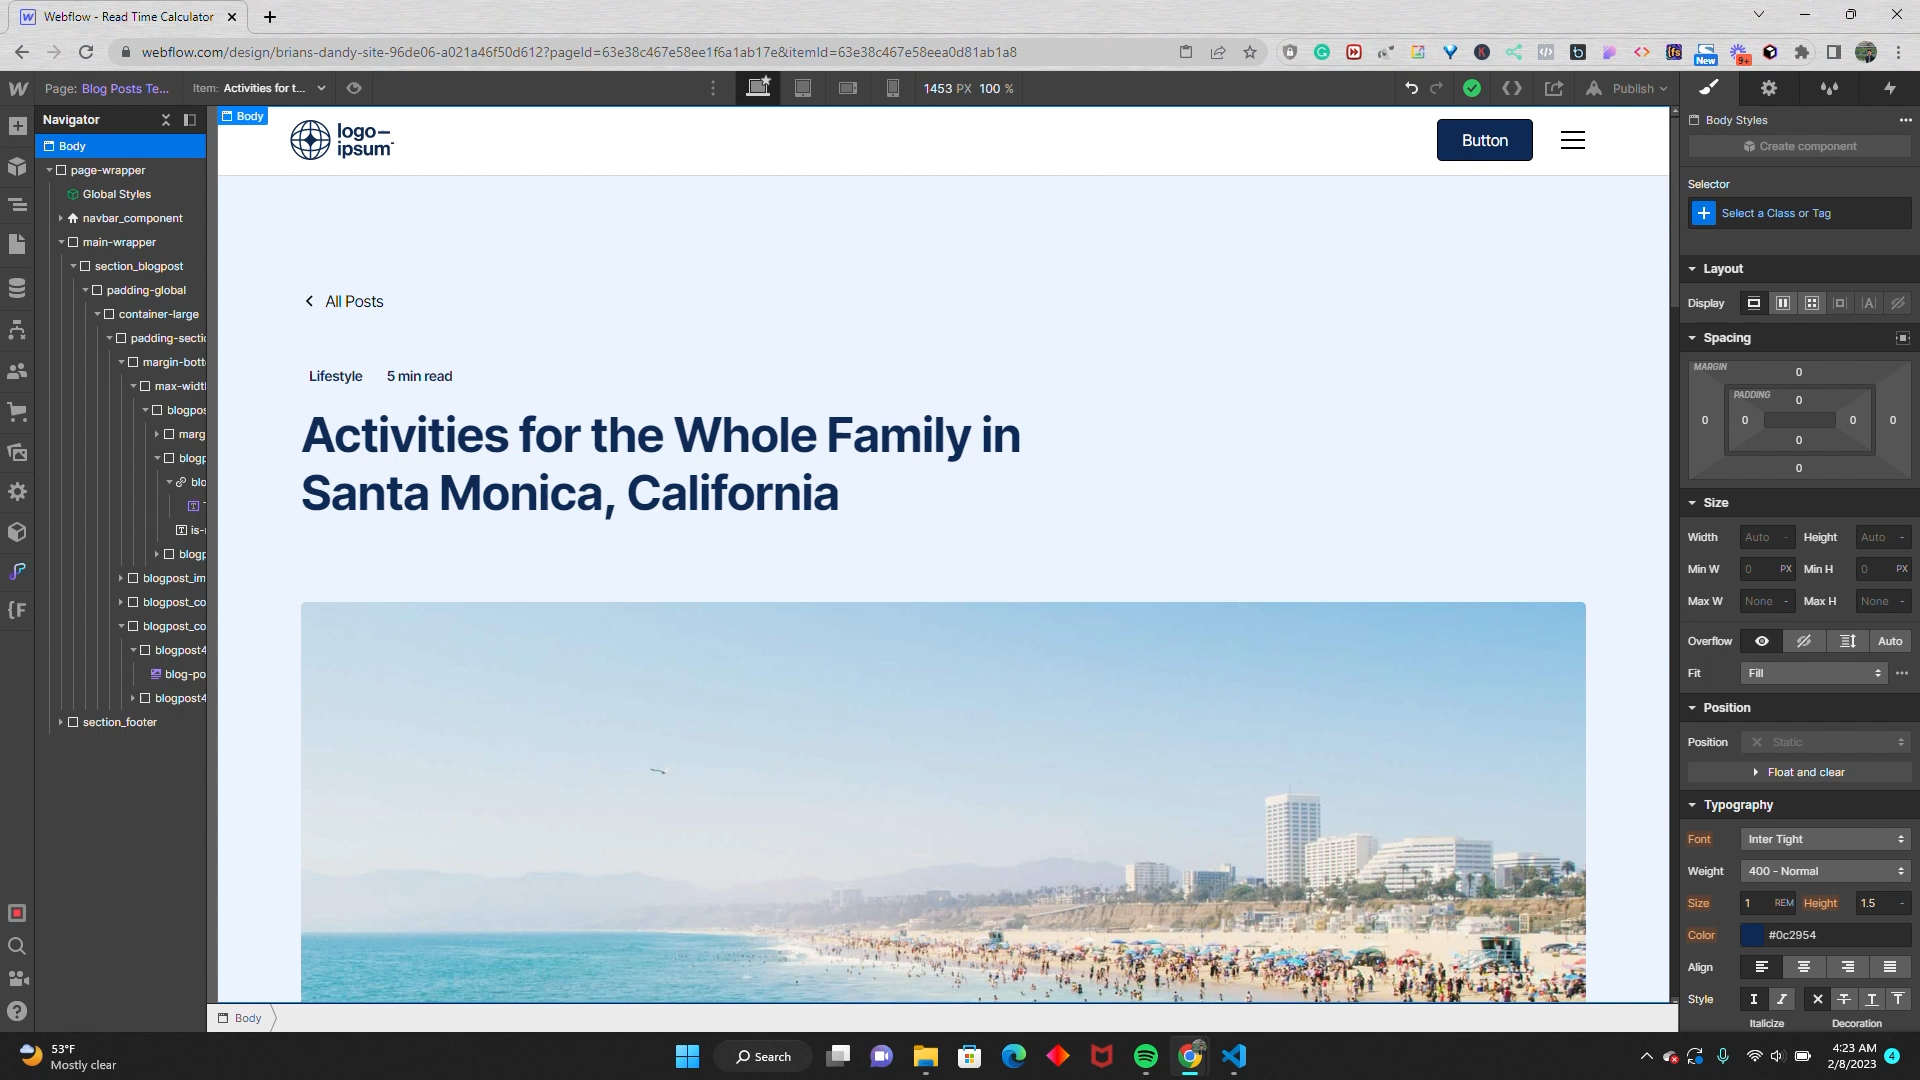 Webflow - Read Time Calculator
webflow.com/design/brians-dandy-site-96de06-a021a46f50d612?pageId=63e38c467e58ee1f6a1ab17e&itemId=63e38c467e58eea0d81ab1a8
New
9+
Page: Blog Posts Te...
Item: Activities for t...
1453 PX 100 %
Publish
Navigator
Body
page-wrapper
Global Styles
navbar_component
main-wrapper
section_blogpost
padding-global
container-large
padding-sectio
margin-botto
max-width
blogpos
marg
blogp
blo
is-r
blogp
blogpost_im
blogpost_co
blogpost_co
blogpost4
blog-po
blogpost4
section_footer
Body
logo—
ipsum
Button
All Posts
Lifestyle 5 min read
Activities for the Whole Family in
Santa Monica, California
Body
Body Styles
Create component
Selector
Select a Class or Tag
Layout
Display
Spacing
MARGIN
0
PADDING
0
0 0 0 0
0
0
Size
Width Auto - Height Auto -
Min W 0 PX Min H 0 PX
Max W None - Max H None -
Overflow Auto
Fit Fill
Position
Position Static
Float and clear
Typography
Font Inter Tight
Weight 400 - Normal
Size 1 REM Height 1.5 -
Color #0c2954
Align
Style
Italicize Decoration
53°F
Mostly clear
Search
4:23 AM
2/8/2023
4